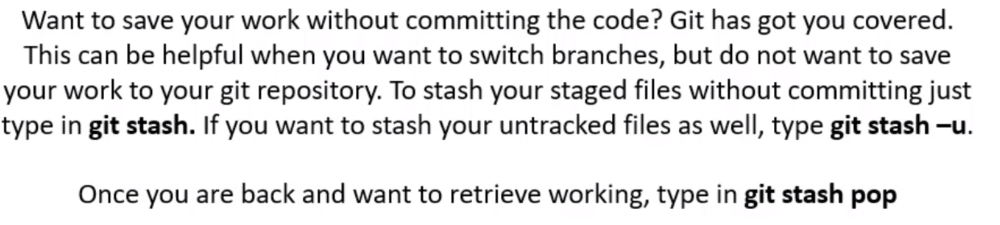 Want to save your work without committing the code? Git has got you covered.
This can be helpful when you want to switch branches, but do not want to save
your work to your git repository. To stash your staged files without committing just
type in git stash. If you want to stash your untracked files as well, type git stash –u.
Once you are back and want to retrieve working, type in git stash pop